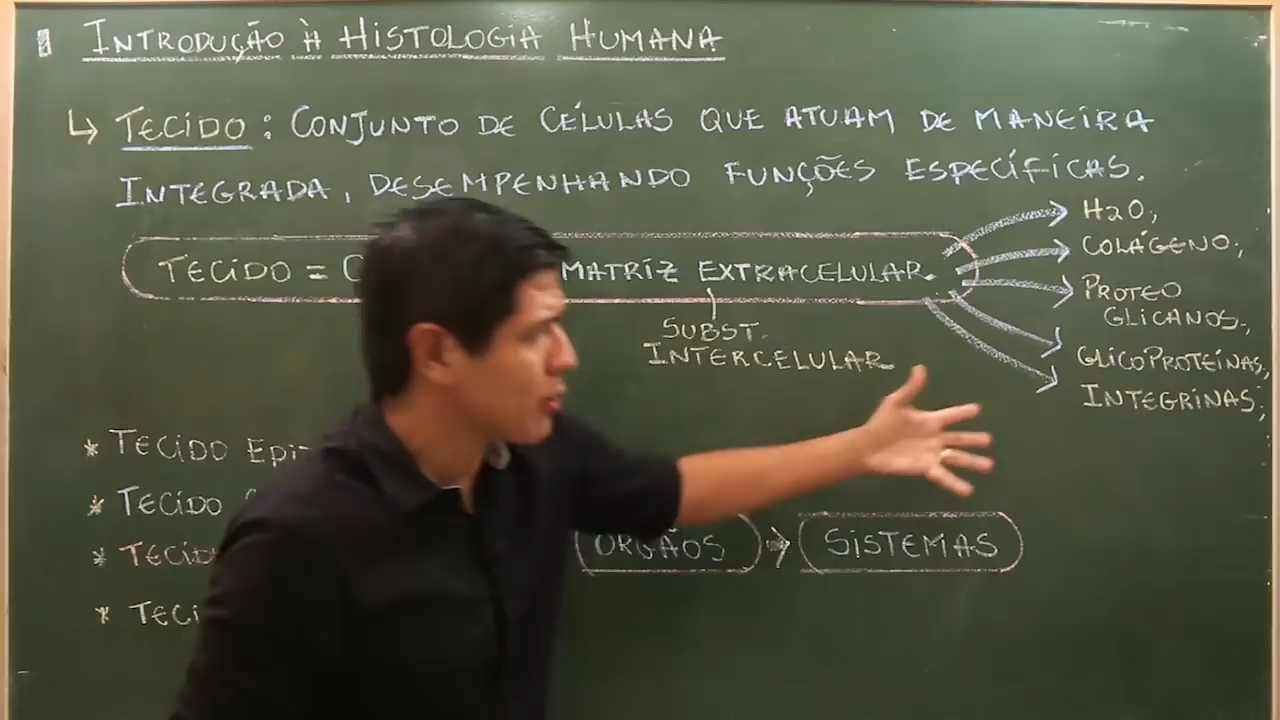 INTRODUÇÃO À HISTOLOGIA HUMANA
TECIDO: CONJUNTO DE CÉLULAS QUE ATUAM DE MANEIRA
INTEGRADA, DESEMPENHANDO FUNÇÕES ESPECÍFICAS.
TECIDO = C MATRIZ EXTRACELULAR.
SUBST.
INTERCELULAR
H2O,
COLÁGENO,
PROTEO
GLICANOS,
GLICOPROTEÍNAS,
INTEGRINAS,
* TECIDO EPI
* TECIDO
* TECID
* TECI
ÓRGÃOS → SISTEMAS